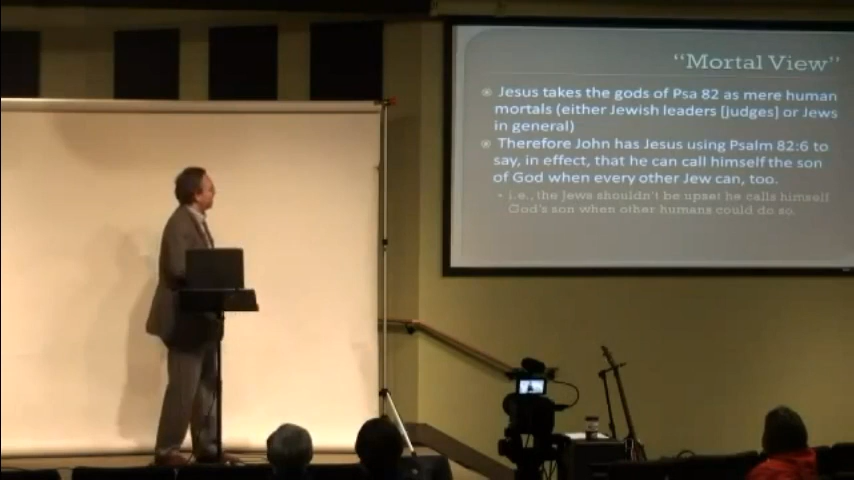 “Mortal View”
Jesus takes the gods of Psa 82 as mere human
mortals (either Jewish leaders [judges] or Jews
in general)
Therefore John has Jesus using Psalm 82:6 to
say, in effect, that he can call himself the son
of God when every other Jew can, too.
i.e., the Jews shouldn't be upset he calls himself
God's son when other humans could do so.